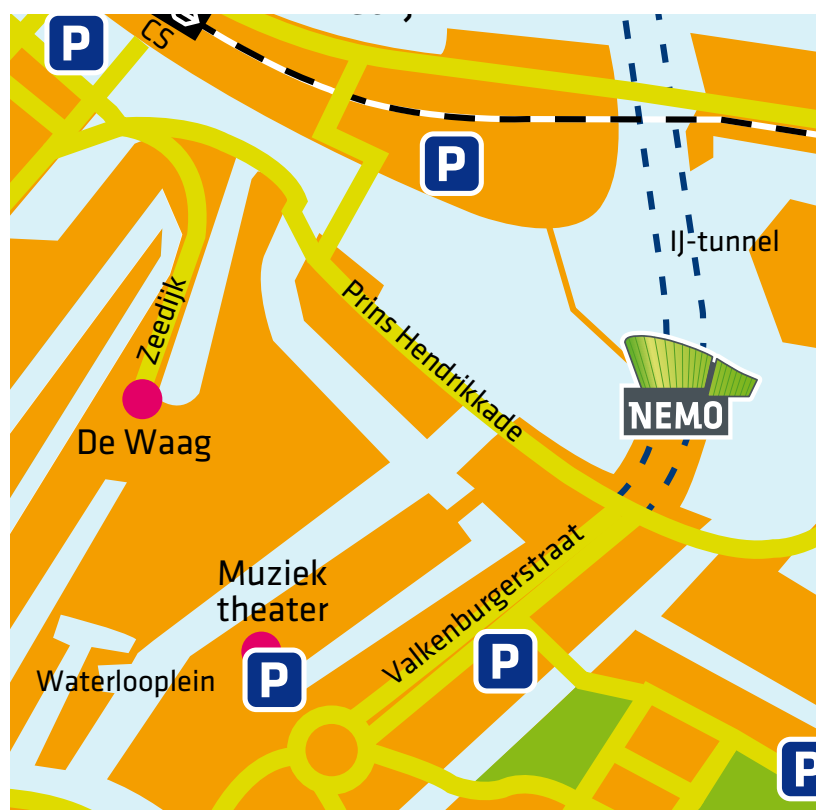 P
CS
P
IJ-tunnel
Zeedijk
Prins Hendrikkade
NEMO
De Waag
Muziek
theater
Valkenburgerstraat
P
P
Waterlooplein
P